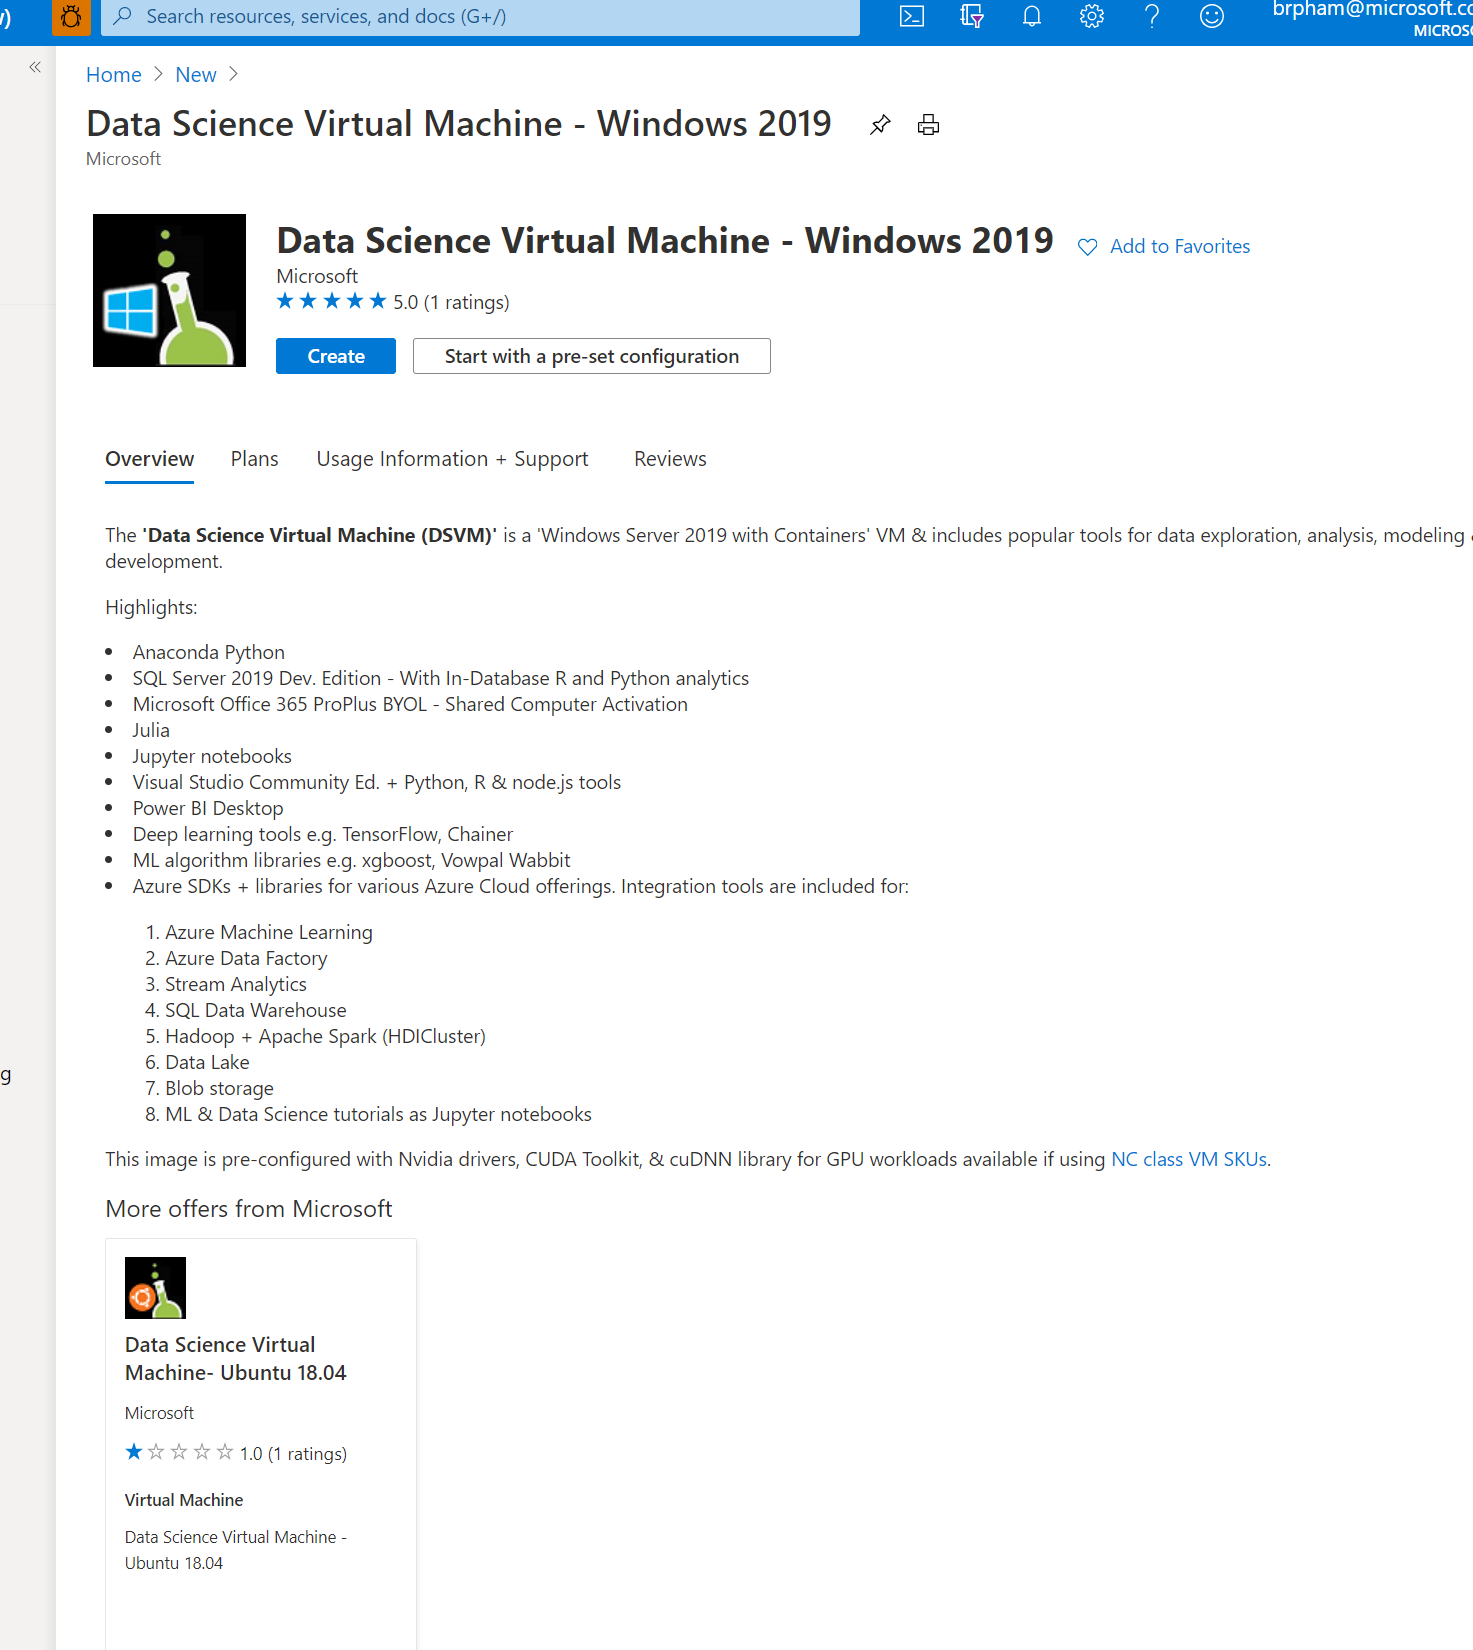 Search resources, services, and docs (G+/)
brpham@microsoft.co
MICROS
Home > New >
Data Science Virtual Machine - Windows 2019
Microsoft
Data Science Virtual Machine - Windows 2019
Add to Favorites
Microsoft
5.0 (1 ratings)
Create
Start with a pre-set configuration
Overview
Plans
Usage Information + Support
Reviews
The 'Data Science Virtual Machine (DSVM)' is a 'Windows Server 2019 with Containers' VM & includes popular tools for data exploration, analysis, modeling
development.
Highlights:
• Anaconda Python
• SQL Server 2019 Dev. Edition - With In-Database R and Python analytics
• Microsoft Office 365 ProPlus BYOL - Shared Computer Activation
• Julia
• Jupyter notebooks
• Visual Studio Community Ed. + Python, R & node.js tools
• Power BI Desktop
• Deep learning tools e.g. TensorFlow, Chainer
• ML algorithm libraries e.g. xgboost, Vowpal Wabbit
• Azure SDKs + libraries for various Azure Cloud offerings. Integration tools are included for:
1. Azure Machine Learning
2. Azure Data Factory
3. Stream Analytics
4. SQL Data Warehouse
5. Hadoop + Apache Spark (HDICluster)
6. Data Lake
g
7. Blob storage
8. ML & Data Science tutorials as Jupyter notebooks
This image is pre-configured with Nvidia drivers, CUDA Toolkit, & cuDNN library for GPU workloads available if using NC class VM SKUs.
More offers from Microsoft
Data Science Virtual
Machine- Ubuntu 18.04
Microsoft
1.0 (1 ratings)
Virtual Machine
Data Science Virtual Machine -
Ubuntu 18.04